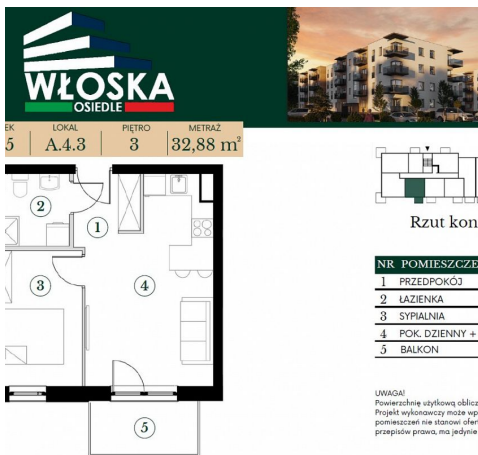 WŁOSKA
OSIEDLE
LOKAL PIĘTRO METRAŻ
5 A.4.3 3 32,88 m²
2
1
3
4
5
Rzut kon
NR POMIESZCZE
1 PRZEDPOKÓJ
2 ŁAZIENKA
3 SYPIALNIA
4 POK. DZIENNY +
5 BALKON
UWAGA!
Powierzchnię użytkową oblicz
Projekt wykonawczy może wp
pomieszczeń nie stanowi ofer
przepisów prawa, ma jedynie